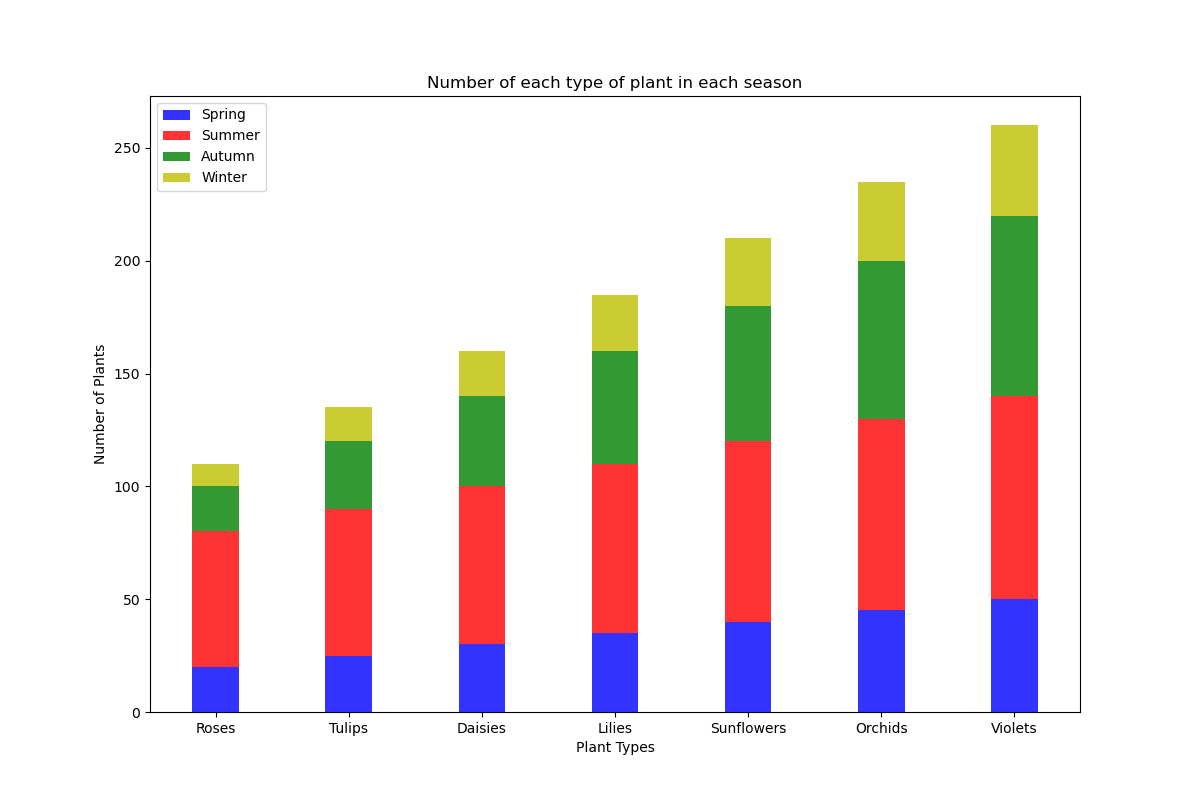 Number of each type of plant in each season
Spring
Summer
Autumn
Winter
250
200
150
100
50
0
Number of Plants
Roses Tulips Daisies Lilies Sunflowers Orchids Violets
Plant Types